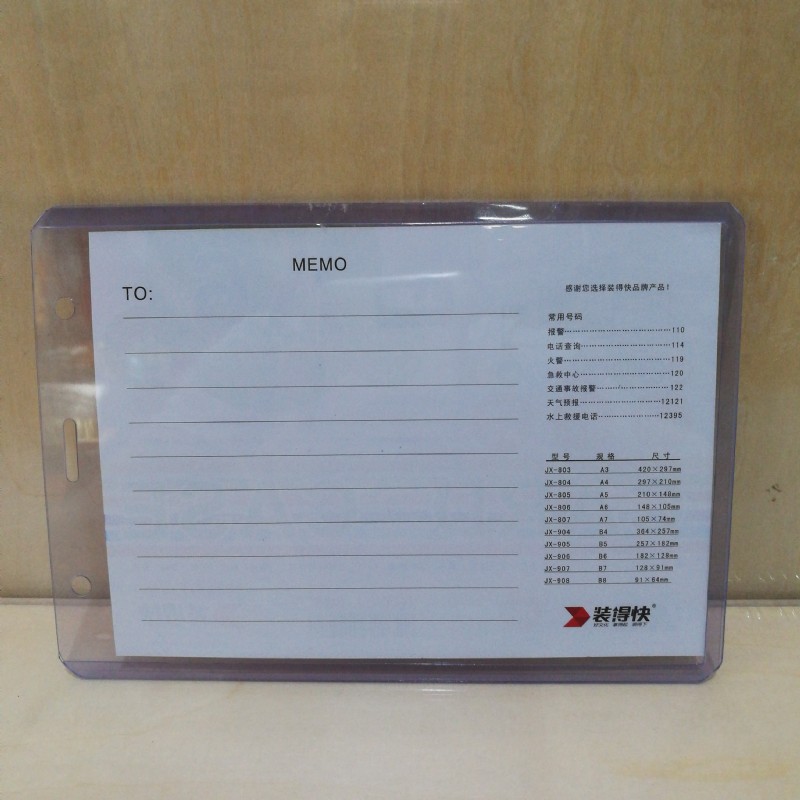 MEMO
TO:
感谢您选择装得快品牌产品！
常用号码
报警……………………………110
电话查询………………………114
火警……………………………119
急救中心………………………120
交通事故报警…………………122
天气预报……………………12121
水上救援电话………………12395
型号 规格 尺寸
JX-803 A3 420×297mm
JX-804 A4 297×210mm
JX-805 A5 210×148mm
JX-806 A6 148×105mm
JX-807 A7 105×74mm
JX-904 B4 364×257mm
JX-905 B5 257×182mm
JX-906 B6 182×128mm
JX-907 B7 128×91mm
JX-908 B8 91×64mm
装得快®